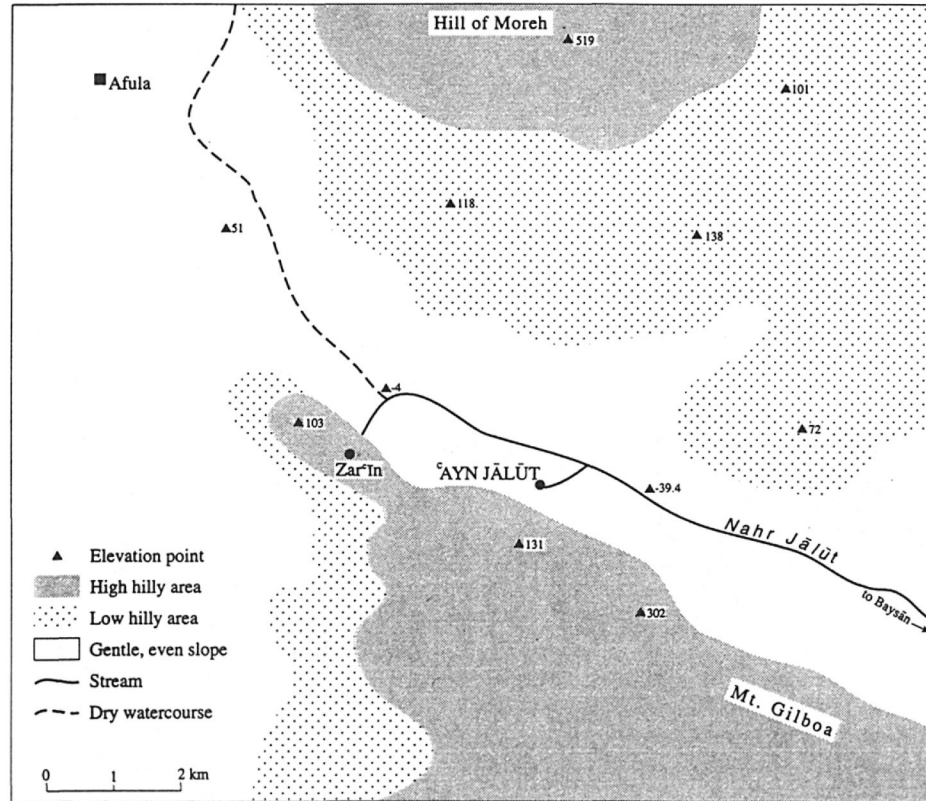 Hill of Moreh
519
Afula
101
118
51
138
-4
103
72
Zarʿīn
ʿAYN JĀLŪT
-39.4
Nahr Jālūt
131
to Baysān
302
Mt. Gilboa
Elevation point
High hilly area
Low hilly area
Gentle, even slope
Stream
Dry watercourse
0 1 2 km